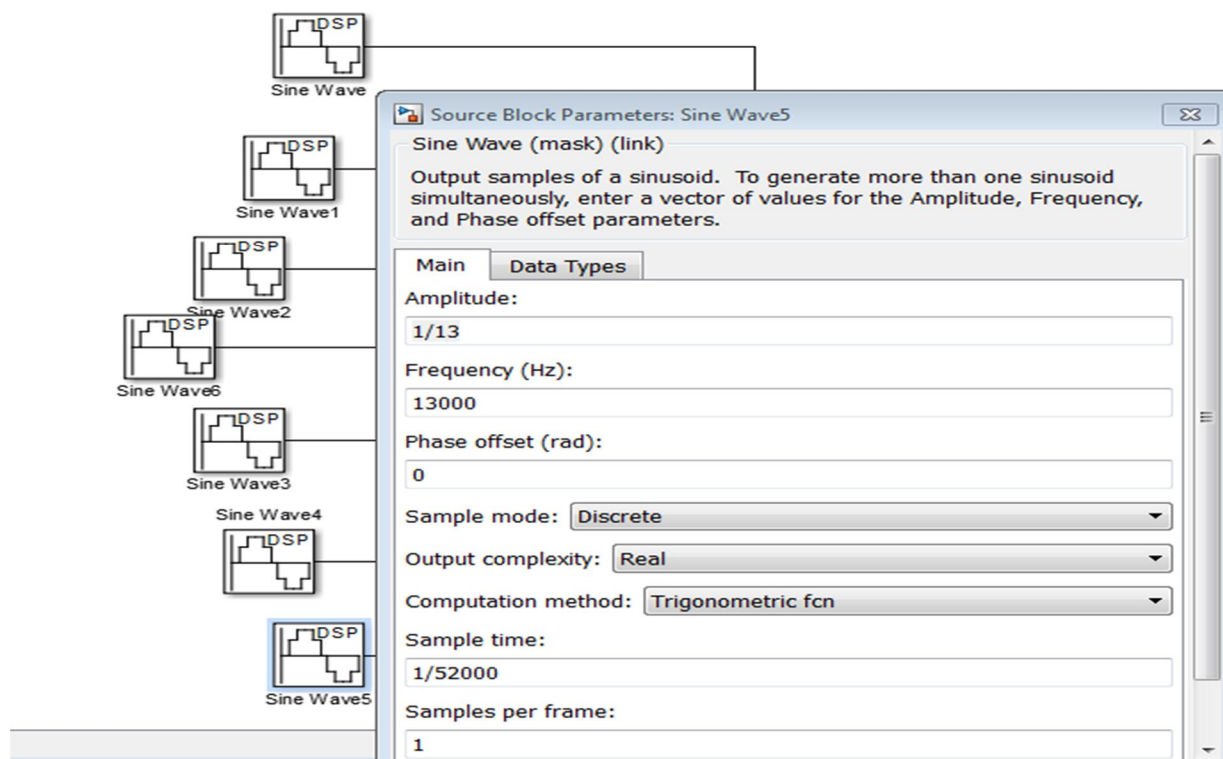 DSP
Sine Wave
DSP
Sine Wave1
DSP
Sine Wave2
DSP
Sine Wave6
DSP
Sine Wave3
Sine Wave4
DSP
DSP
Sine Wave5
Source Block Parameters: Sine Wave5
Sine Wave (mask) (link)
Output samples of a sinusoid. To generate more than one sinusoid
simultaneously, enter a vector of values for the Amplitude, Frequency,
and Phase offset parameters.
Main Data Types
Amplitude:
1/13
Frequency (Hz):
13000
Phase offset (rad):
0
Sample mode: Discrete
Output complexity: Real
Computation method: Trigonometric fcn
Sample time:
1/52000
Samples per frame:
1